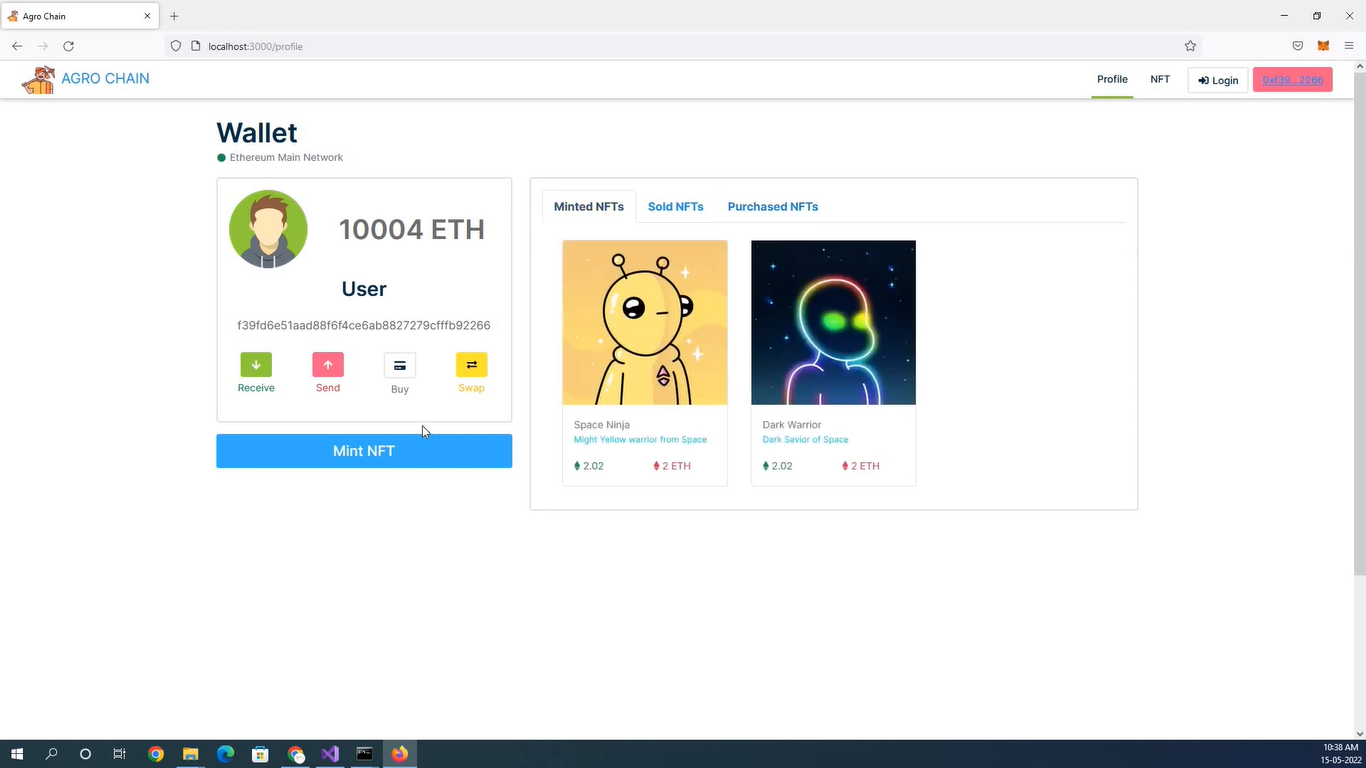 Agro Chain
localhost:3000/profile
AGRO CHAIN
Profile
NFT
Login
0xf39...2266
Wallet
Ethereum Main Network
10004 ETH
User
f39fd6e51aad88f6f4ce6ab8827279cfffb92266
Receive
Send
Buy
Swap
Mint NFT
Minted NFTs
Sold NFTs
Purchased NFTs
Space Ninja
Might Yellow warrior from Space
2.02
2 ETH
Dark Warrior
Dark Savior of Space
2.02
2 ETH
10:38 AM
15-05-2022